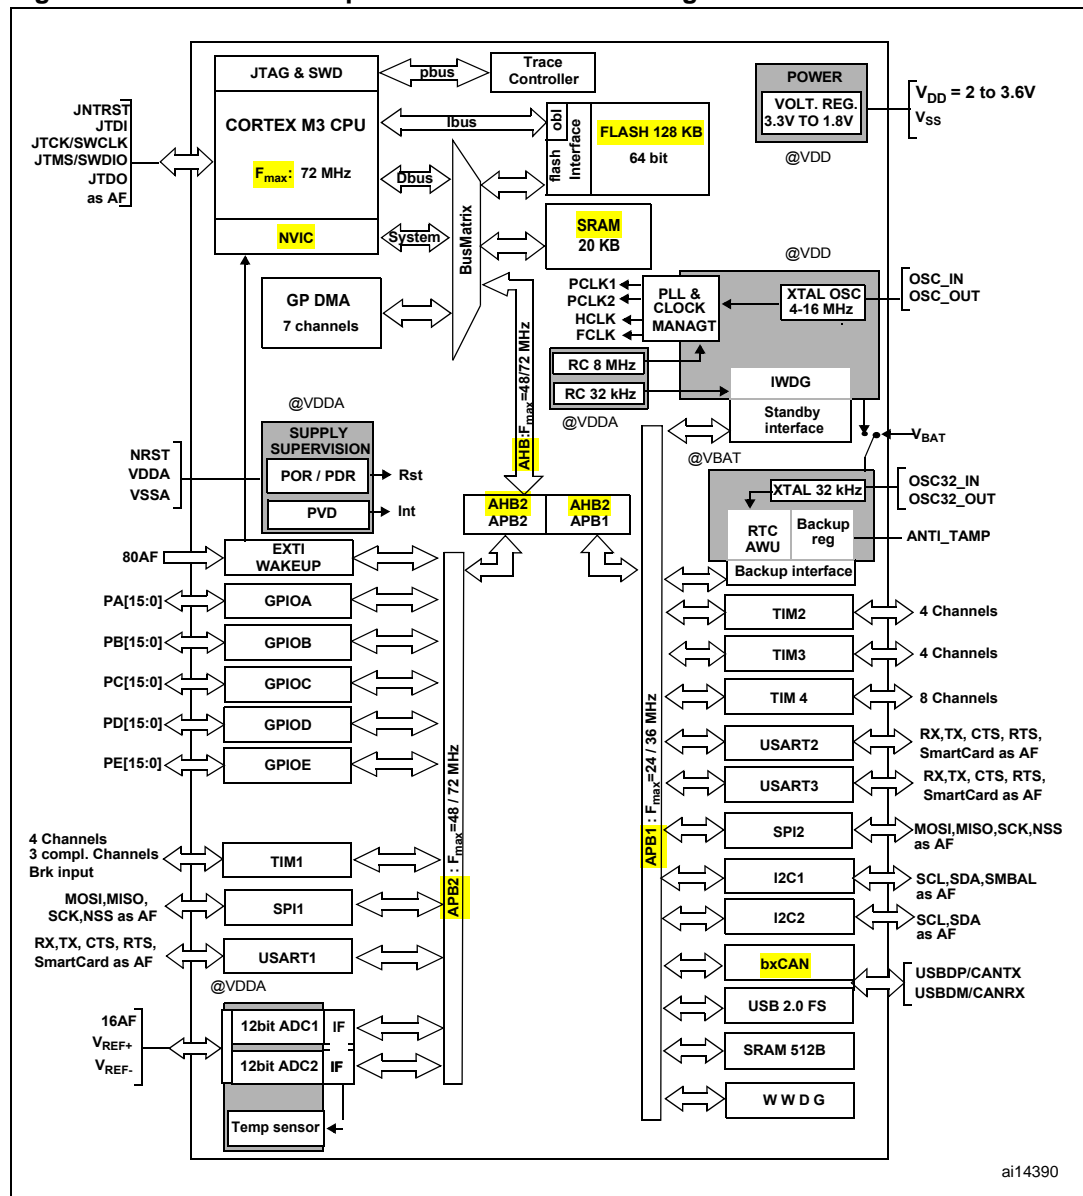 JTAG & SWD
pbus
Trace
Controller
JNTRST
JTDI
JTCK/SWCLK
JTMS/SWDIO
JTDO
as AF
CORTEX M3 CPU
Fmax: 72 MHz
NVIC
Ibus
Dbus
System
BusMatrix
flash obl
Interface
FLASH 128 KB
64 bit
SRAM
20 KB
POWER
VOLT. REG.
3.3V TO 1.8V
@VDD
VDD = 2 to 3.6V
VSS
GP DMA
7 channels
AHB:Fmax=48/72 MHz
@VDD
PCLK1
PCLK2
HCLK
FCLK
PLL &
CLOCK
MANAGT
XTAL OSC
4-16 MHz
OSC_IN
OSC_OUT
RC 8 MHz
RC 32 kHz
@VDDA
IWDG
Standby
interface
VBAT
@VBAT
@VDDA
SUPPLY
SUPERVISION
POR / PDR
PVD
Rst
Int
NRST
VDDA
VSSA
AHB2
APB2
AHB2
APB1
XTAL 32 kHz
OSC32_IN
OSC32_OUT
RTC
AWU
Backup
reg
ANTI_TAMP
Backup interface
80AF
EXTI
WAKEUP
PA[15:0]
GPIOA
PB[15:0]
GPIOB
PC[15:0]
GPIOC
PD[15:0]
GPIOD
PE[15:0]
GPIOE
4 Channels
3 compl. Channels
Brk input
TIM1
MOSI,MISO,
SCK,NSS as AF
SPI1
RX,TX, CTS, RTS,
SmartCard as AF
USART1
@VDDA
16AF
VREF+
VREF-
12bit ADC1 IF
12bit ADC2 IF
Temp sensor
APB2 : Fmax=48 / 72 MHz
APB1 : Fmax=24 / 36 MHz
TIM2
4 Channels
TIM3
4 Channels
TIM 4
8 Channels
USART2
RX,TX, CTS, RTS,
SmartCard as AF
USART3
RX,TX, CTS, RTS,
SmartCard as AF
SPI2
MOSI,MISO,SCK,NSS
as AF
I2C1
SCL,SDA,SMBAL
as AF
I2C2
SCL,SDA
as AF
bxCAN
USBDP/CANTX
USBDM/CANRX
USB 2.0 FS
SRAM 512B
W W D G
ai14390